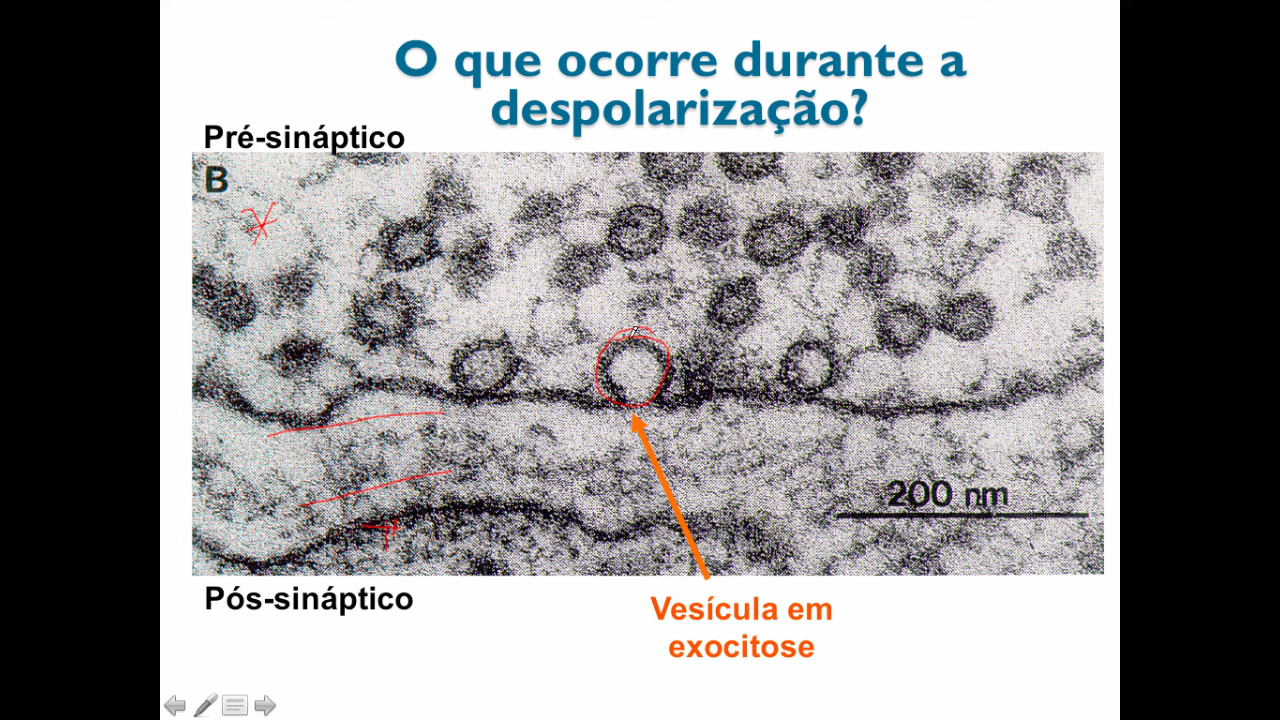 O que ocorre durante a
despolarização?
Pré-sináptico
B
200 nm
Pós-sináptico
Vesícula em
exocitose